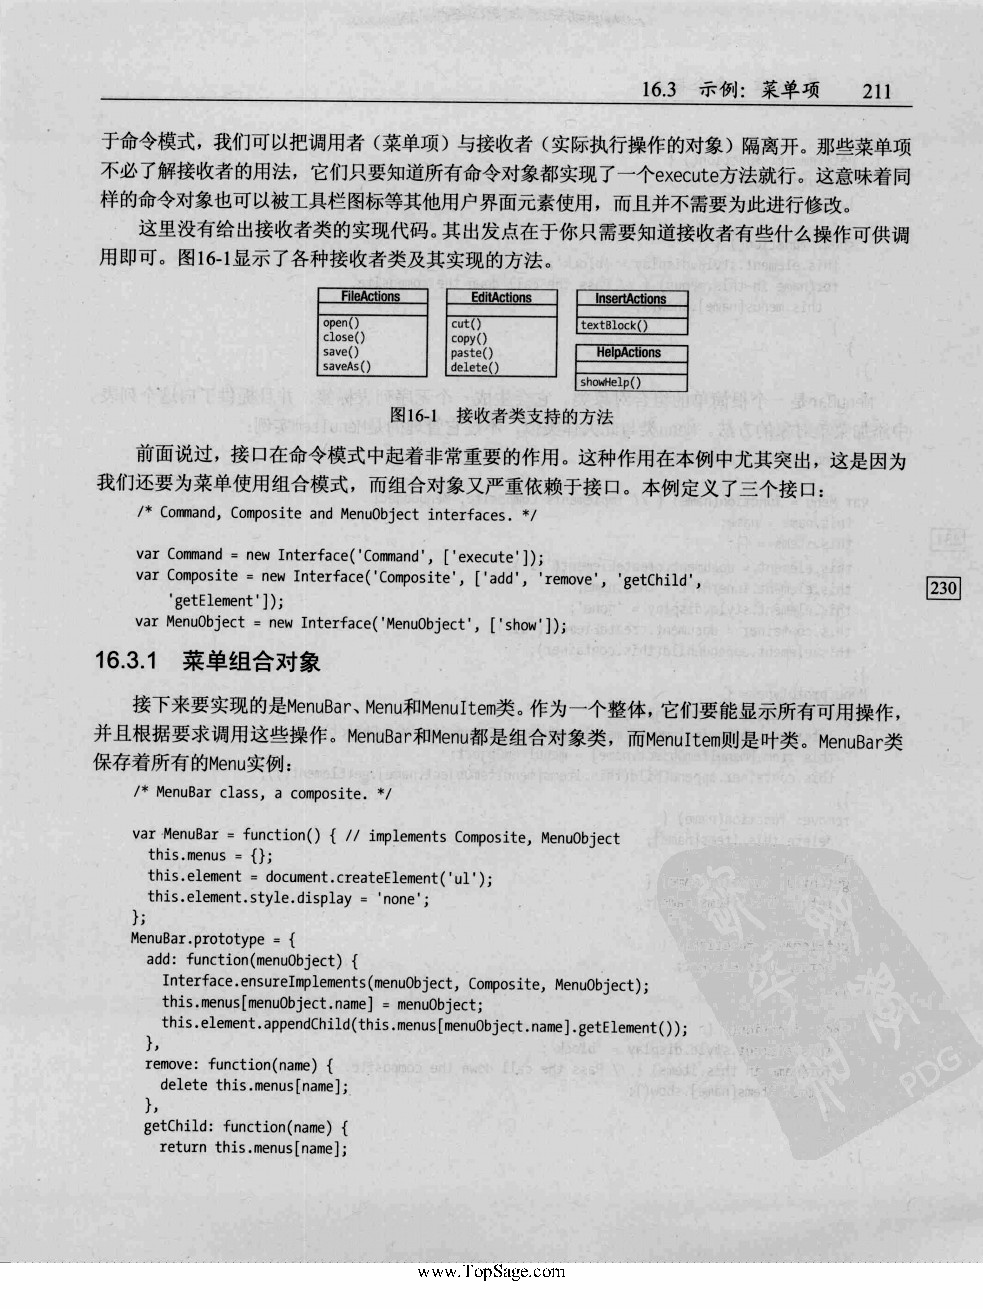 16.3 示例：菜单项 211
于命令模式，我们可以把调用者（菜单项）与接收者（实际执行操作的对象）隔离开。那些菜单项
不必了解接收者的用法，它们只要知道所有命令对象都实现了一个execute方法就行。这意味着同
样的命令对象也可以被工具栏图标等其他用户界面元素使用，而且并不需要为此进行修改。
这里没有给出接收者类的实现代码。其出发点在于你只需要知道接收者有些什么操作可供调
用即可。图16-1显示了各种接收者类及其实现的方法。
FileActions
open()
close()
save()
saveAs()
EditActions
cut()
copy()
paste()
delete()
InsertActions
textBlock()
HelpActions
showHelp()
图16-1 接收者类支持的方法
前面说过，接口在命令模式中起着非常重要的作用。这种作用在本例中尤其突出，这是因为
我们还要为菜单使用组合模式，而组合对象又严重依赖于接口。本例定义了三个接口：
/* Command, Composite and MenuObject interfaces. */
var Command = new Interface('Command', ['execute']);
var Composite = new Interface('Composite', ['add', 'remove', 'getChild',
'getElement']);
var MenuObject = new Interface('MenuObject', ['show']);
230
16.3.1 菜单组合对象
接下来要实现的是MenuBar、Menu和MenuItem类。作为一个整体，它们要能显示所有可用操作，
并且根据要求调用这些操作。MenuBar和Menu都是组合对象类，而MenuItem则是叶类。MenuBar类
保存着所有的Menu实例：
/* MenuBar class, a composite. */
var MenuBar = function() { // implements Composite, MenuObject
this.menus = {};
this.element = document.createElement('ul');
this.element.style.display = 'none';
};
MenuBar.prototype = {
add: function(menuObject) {
Interface.ensureImplements(menuObject, Composite, MenuObject);
this.menus[menuObject.name] = menuObject;
this.element.appendChild(this.menus[menuObject.name].getElement());
},
remove: function(name) {
delete this.menus[name];
},
getChild: function(name) {
return this.menus[name];
PDG
www.TopSage.com